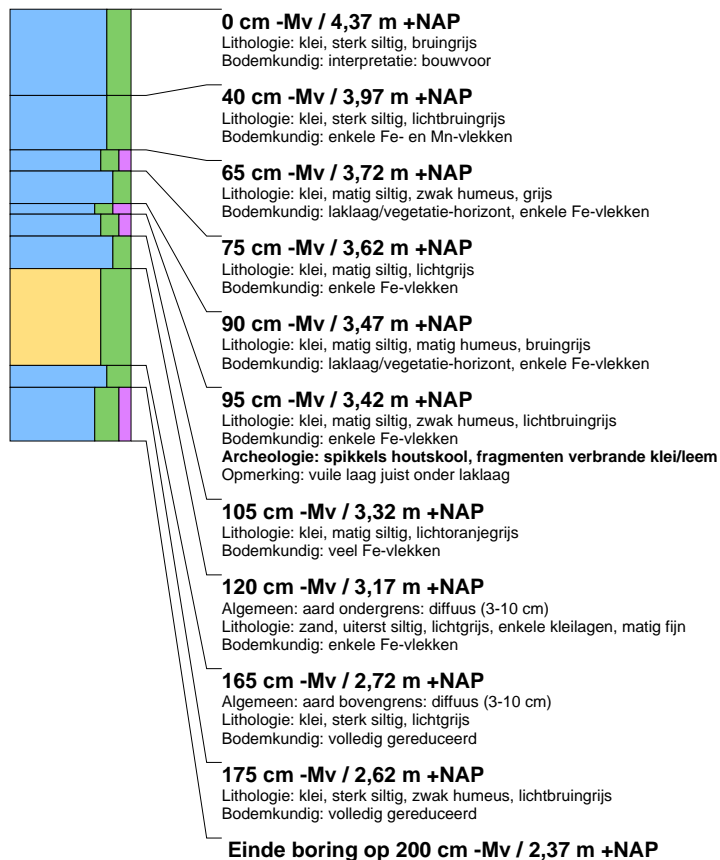 0 cm -Mv / 4,37 m +NAP
Lithologie: klei, sterk siltig, bruingrijs
Bodemkundig: interpretatie: bouwvoor
40 cm -Mv / 3,97 m +NAP
Lithologie: klei, sterk siltig, lichtbruingrijs
Bodemkundig: enkele Fe- en Mn-vlekken
65 cm -Mv / 3,72 m +NAP
Lithologie: klei, matig siltig, zwak humeus, grijs
Bodemkundig: laklaag/vegetatie-horizont, enkele Fe-vlekken
75 cm -Mv / 3,62 m +NAP
Lithologie: klei, matig siltig, lichtgrijs
Bodemkundig: enkele Fe-vlekken
90 cm -Mv / 3,47 m +NAP
Lithologie: klei, matig siltig, matig humeus, bruingrijs
Bodemkundig: laklaag/vegetatie-horizont, enkele Fe-vlekken
95 cm -Mv / 3,42 m +NAP
Lithologie: klei, matig siltig, zwak humeus, lichtbruingrijs
Bodemkundig: enkele Fe-vlekken
Archeologie: spikkels houtskool, fragmenten verbrande klei/leem
Opmerking: vuile laag juist onder laklaag
105 cm -Mv / 3,32 m +NAP
Lithologie: klei, matig siltig, lichtoranjegrijs
Bodemkundig: veel Fe-vlekken
120 cm -Mv / 3,17 m +NAP
Algemeen: aard ondergrens: diffuus (3-10 cm)
Lithologie: zand, uiterst siltig, lichtgrijs, enkele kleilagen, matig fijn
Bodemkundig: enkele Fe-vlekken
165 cm -Mv / 2,72 m +NAP
Algemeen: aard bovengrens: diffuus (3-10 cm)
Lithologie: klei, sterk siltig, lichtgrijs
Bodemkundig: volledig gereduceerd
175 cm -Mv / 2,62 m +NAP
Lithologie: klei, sterk siltig, zwak humeus, lichtbruingrijs
Bodemkundig: volledig gereduceerd
Einde boring op 200 cm -Mv / 2,37 m +NAP